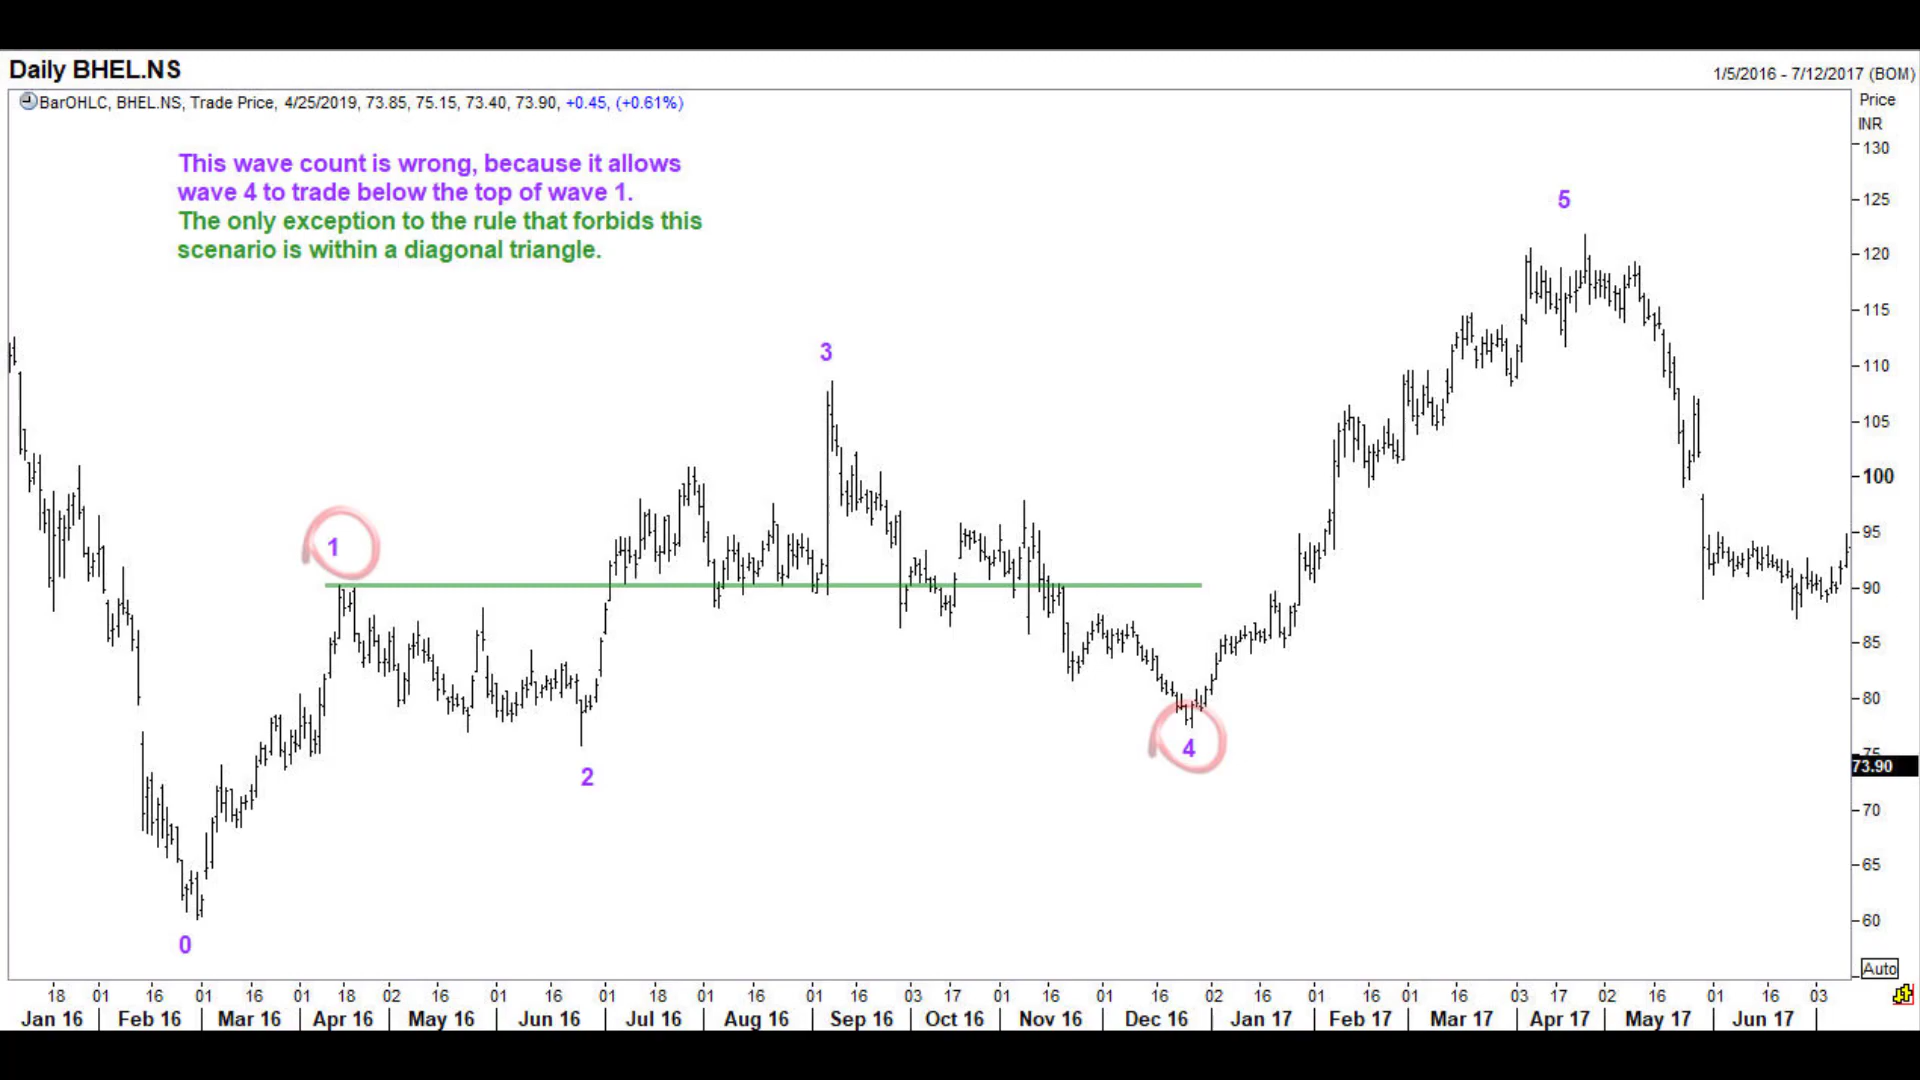 Daily BHEL.NS
1/5/2016 - 7/12/2017 (BOM)
BarOHLC, BHEL.NS, Trade Price, 4/25/2019, 73.85, 75.15, 73.40, 73.90, +0.45, (+0.61%)
Price
INR
This wave count is wrong, because it allows
wave 4 to trade below the top of wave 1.
The only exception to the rule that forbids this
scenario is within a diagonal triangle.
130
125
120
115
110
105
100
95
90
85
80
75
73.90
70
65
60
Auto
5
3
1
4
2
0
18 01 16 01 16 01 18 02 16 01 16 01 18 01 16 01 16 03 17 01 16 01 16 02 16 01 16 01 16 03 17 02 16 01 16 03
Jan 16 Feb 16 Mar 16 Apr 16 May 16 Jun 16 Jul 16 Aug 16 Sep 16 Oct 16 Nov 16 Dec 16 Jan 17 Feb 17 Mar 17 Apr 17 May 17 Jun 17